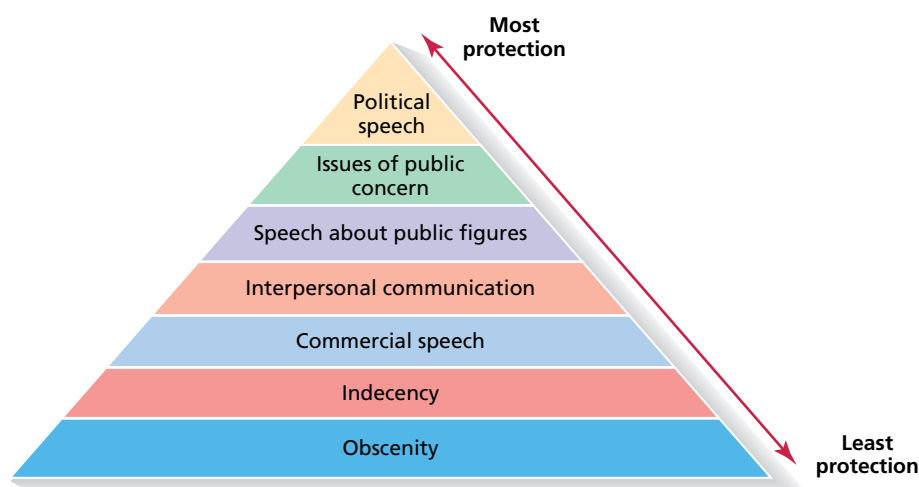 Most
protection
Political
speech
Issues of public
concern
Speech about public figures
Interpersonal communication
Commercial speech
Indecency
Obscenity
Least
protection